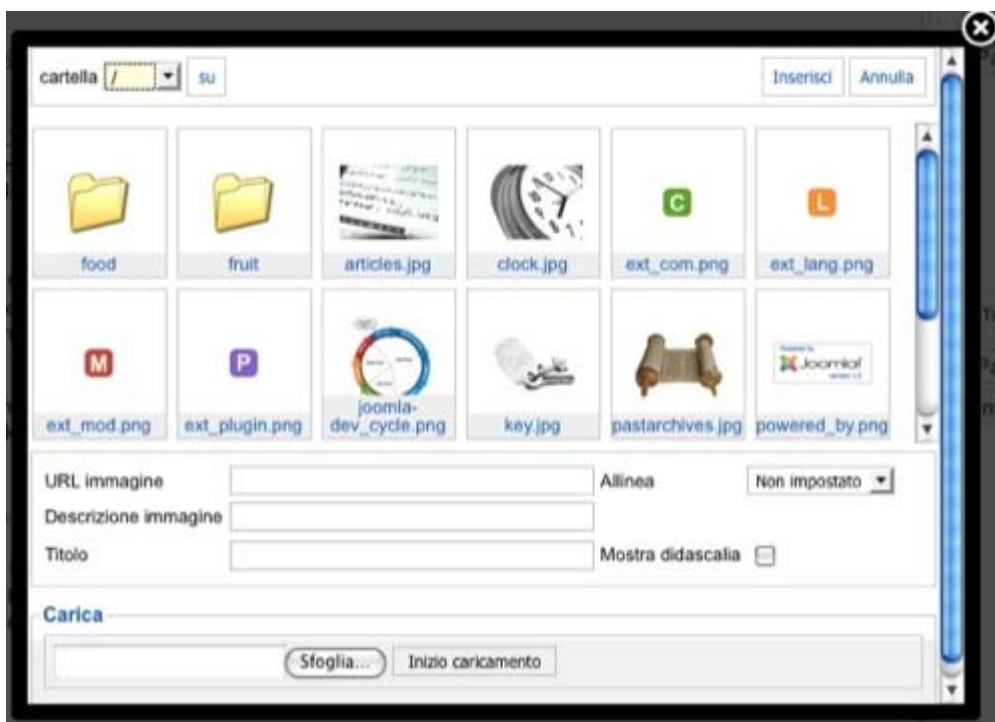 cartella / su Inserisci Annulla
food fruit articles.jpg clock.jpg ext_com.png ext_lang.png
M P
C L
ext_mod.png ext_plugin.png joomla-dev_cycle.png key.jpg pastarchives.jpg powered_by.png
Powered by
Joomla!
URL immagine Allinea Non impostato
Descrizione immagine
Titolo Mostra didascalia
Carica
Sfoglia... Inizio caricamento